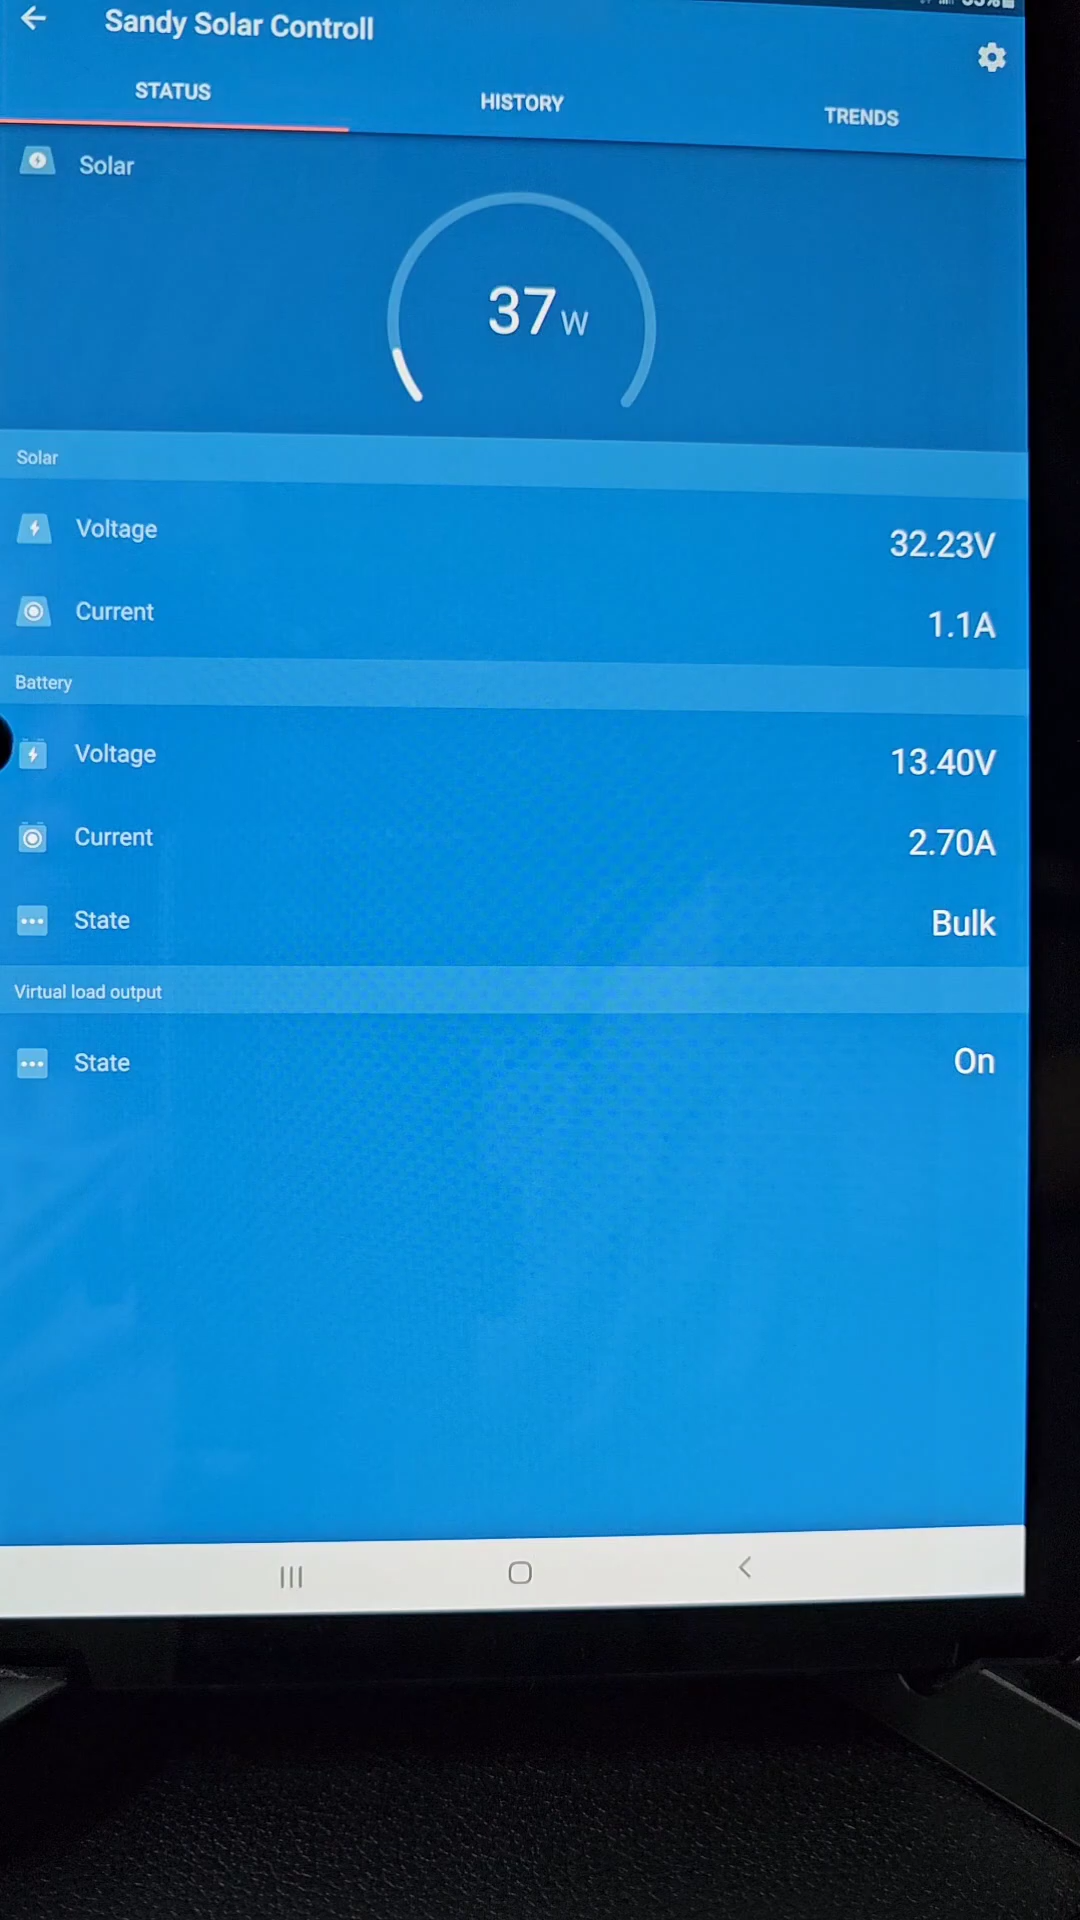 Sandy Solar Controll
STATUS
HISTORY
TRENDS
Solar
37W
Solar
Voltage
32.23V
Current
1.1A
Battery
Voltage
13.40V
Current
2.70A
State
Bulk
Virtual load output
State
On